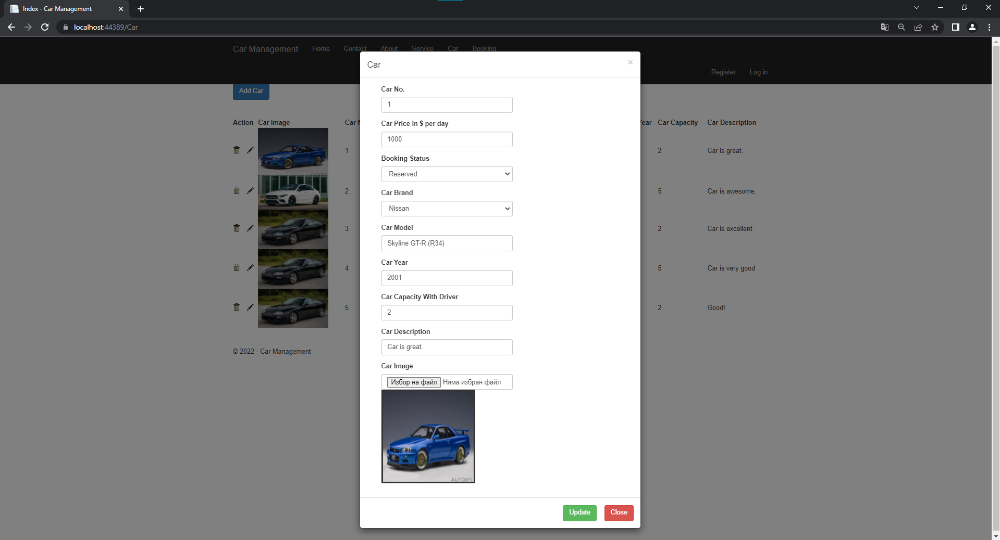 Index - Car Management
localhost:44389/Car
Car Management Home Contact About Service Car Booking
Register Log in
Add Car
Action Car Image Car Year Car Capacity Car Description
1 2 Car is great.
2 5 Car is awesome.
3 2 Car is excellent
4 5 Car is very good
5 2 Good!
© 2022 - Car Management
Car ×
Car No.
1
Car Price in $ per day
1000
Booking Status
Reserved
Car Brand
Nissan
Car Model
Skyline GT-R (R34)
Car Year
2001
Car Capacity With Driver
2
Car Description
Car is great.
Car Image
Избор на файл Няма избран файл
AUTOart
Update Close